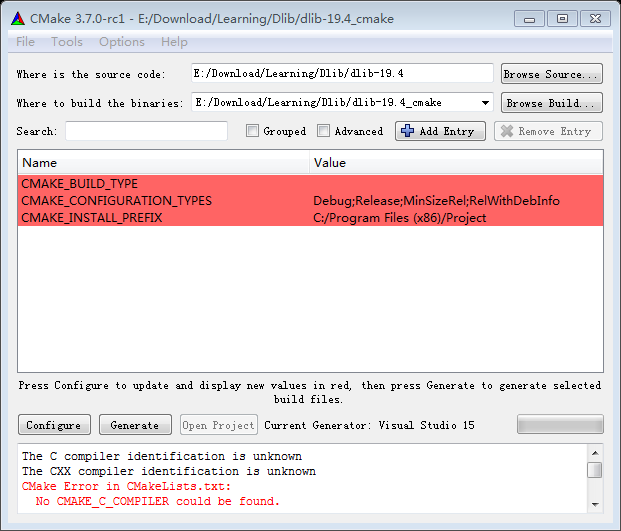 CMake 3.7.0-rc1 - E:/Download/Learning/Dlib/dlib-19.4_cmake
File Tools Options Help
Where is the source code: E:/Download/Learning/Dlib/dlib-19.4 Browse Source...
Where to build the binaries: E:/Download/Learning/Dlib/dlib-19.4_cmake Browse Build...
Search: Grouped Advanced Add Entry Remove Entry
Name Value
CMAKE_BUILD_TYPE
CMAKE_CONFIGURATION_TYPES Debug;Release;MinSizeRel;RelWithDebInfo
CMAKE_INSTALL_PREFIX C:/Program Files (x86)/Project
Press Configure to update and display new values in red, then press Generate to generate selected
build files.
Configure Generate Open Project Current Generator: Visual Studio 15
The C compiler identification is unknown
The CXX compiler identification is unknown
CMake Error in CMakeLists.txt:
No CMAKE_C_COMPILER could be found.